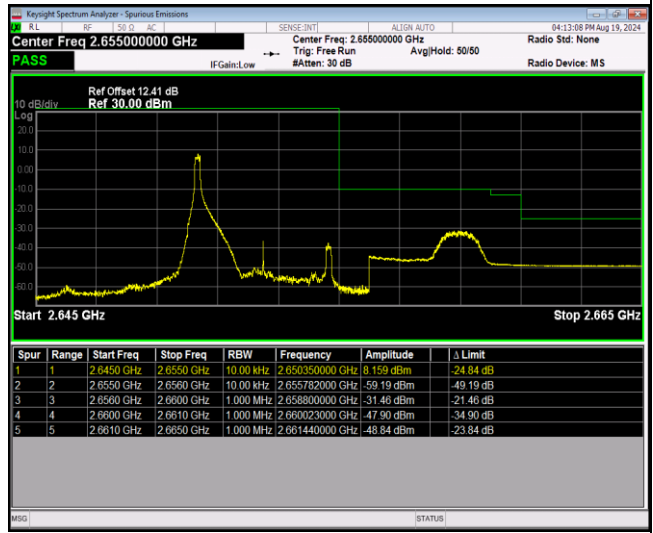 Keysight Spectrum Analyzer - Spurious Emissions
LXI RL RF 50 Ω AC SENSE:INT ALIGN AUTO 04:13:08 PM Aug 19, 2024
Center Freq 2.655000000 GHz Center Freq: 2.655000000 GHz Radio Std: None
Trig: Free Run Avg|Hold: 50/50
PASS IFGain:Low #Atten: 30 dB Radio Device: MS
Ref Offset 12.41 dB
10 dB/div Ref 30.00 dBm
Log
20.0
10.0
0.00
-10.0
-20.0
-30.0
-40.0
-50.0
-60.0
Start 2.645 GHz Stop 2.665 GHz
Spur Range Start Freq Stop Freq RBW Frequency Amplitude Δ Limit
1 1 2.6450 GHz 2.6550 GHz 10.00 kHz 2.650350000 GHz 8.159 dBm -24.84 dB
2 2 2.6550 GHz 2.6560 GHz 10.00 kHz 2.655782000 GHz -59.19 dBm -49.19 dB
3 3 2.6560 GHz 2.6600 GHz 1.000 MHz 2.658800000 GHz -31.46 dBm -21.46 dB
4 4 2.6600 GHz 2.6610 GHz 1.000 MHz 2.660023000 GHz -47.90 dBm -34.90 dB
5 5 2.6610 GHz 2.6650 GHz 1.000 MHz 2.661440000 GHz -48.84 dBm -23.84 dB
MSG STATUS